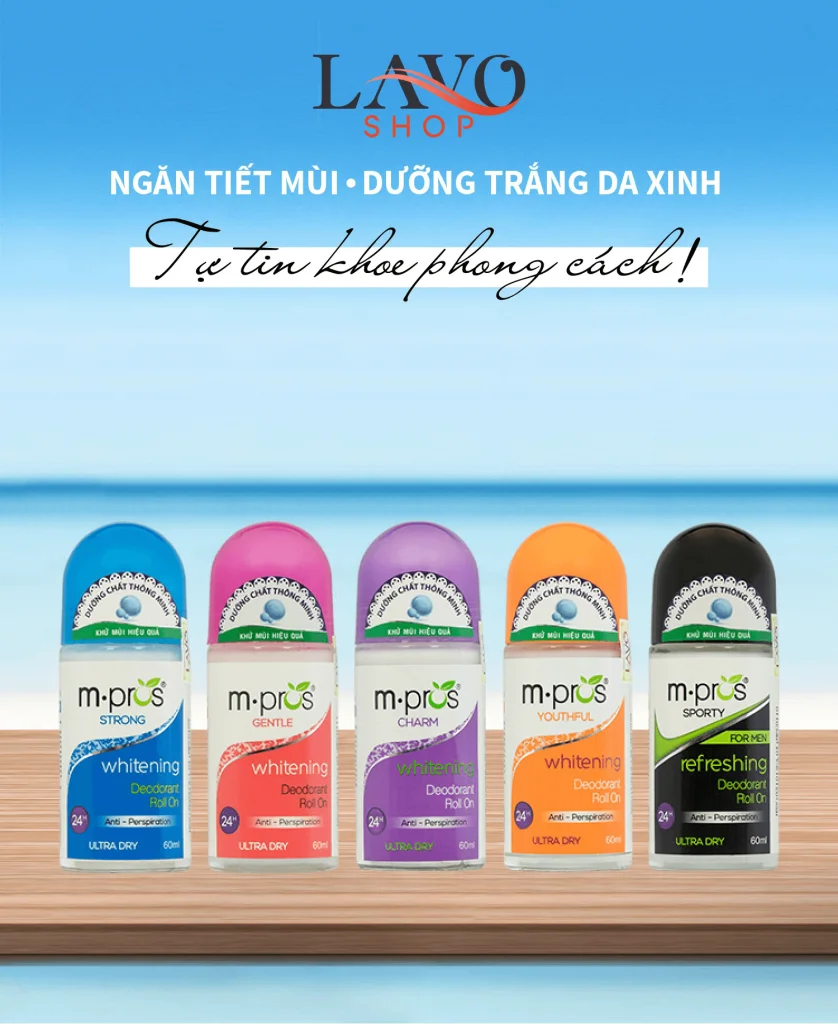 LAVO
SHOP
NGĂN TIẾT MÙI • DƯỠNG TRẮNG DA XINH
Tự tin khoe phong cách!
DƯỠNG CHẤT THÔNG MINH
KHỬ MÙI HIỆU QUẢ
m•pros®
STRONG
whitening
Deodorant
Roll On
24H
Anti - Perspiration
ULTRA DRY 60ml
DƯỠNG CHẤT THÔNG MINH
KHỬ MÙI HIỆU QUẢ
m•pros®
GENTLE
whitening
Deodorant
Roll On
24H
Anti - Perspiration
ULTRA DRY 60ml
DƯỠNG CHẤT THÔNG MINH
KHỬ MÙI HIỆU QUẢ
m•pros®
CHARM
whitening
Deodorant
Roll On
24H
Anti - Perspiration
ULTRA DRY 60ml
DƯỠNG CHẤT THÔNG MINH
KHỬ MÙI HIỆU QUẢ
LAVO
m•pros®
YOUTHFUL
whitening
Deodorant
Roll On
24H
Anti - Perspiration
ULTRA DRY 60ml
DƯỠNG CHẤT THÔNG MINH
KHỬ MÙI HIỆU QUẢ
LAVO
m•pros®
SPORTY
FOR MEN
refreshing
Deodorant
Roll On
24H
Anti - Perspiration
ULTRA DRY 60ml